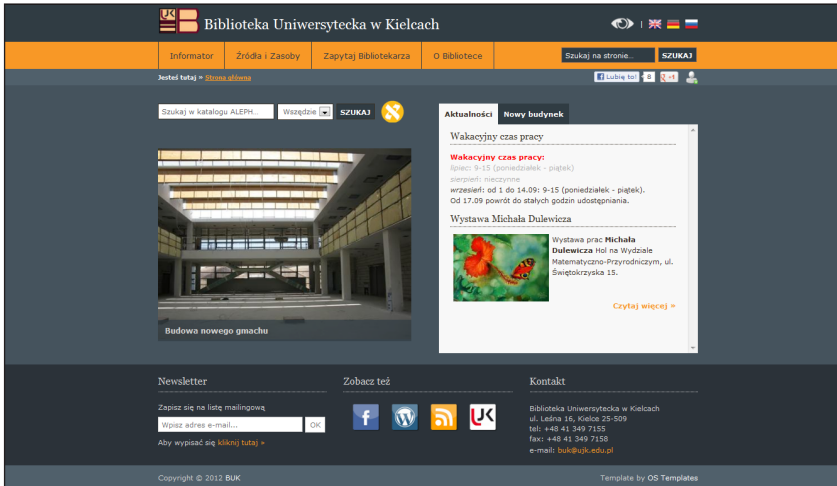 Biblioteka Uniwersytecka w Kielcach
Informator
Źródła i Zasoby
Zapytaj Bibliotekarza
O Bibliotece
Szukaj na stronie...
SZUKAJ
Jesteś tutaj » Strona główna
Lubię to!
8
+1
Szukaj w katalogu ALEPH...
Wszędzie
SZUKAJ
Aktualności
Nowy budynek
Wakacyjny czas pracy
Wakacyjny czas pracy:
lipiec: 9-15 (poniedziałek - piątek)
sierpień: nieczynne
wrzesień: od 1 do 14.09: 9-15 (poniedziałek - piątek).
Od 17.09 powrót do stałych godzin udostępniania.
Wystawa Michała Dulewicza
Wystawa prac Michała
Dulewicza Hol na Wydziale
Matematyczno-Przyrodniczym, ul.
Świętokrzyska 15.
Czytaj więcej »
Budowa nowego gmachu
Newsletter
Zapisz się na listę mailingową
Wpisz adres e-mail...
OK
Aby wypisać się kliknij tutaj »
Zobacz też
Kontakt
Biblioteka Uniwersytecka w Kielcach
ul. Leśna 16, Kielce 25-509
tel: +48 41 349 7155
fax: +48 41 349 7158
e-mail: buk@ujk.edu.pl
Copyright © 2012 BUK
Template by OS Templates